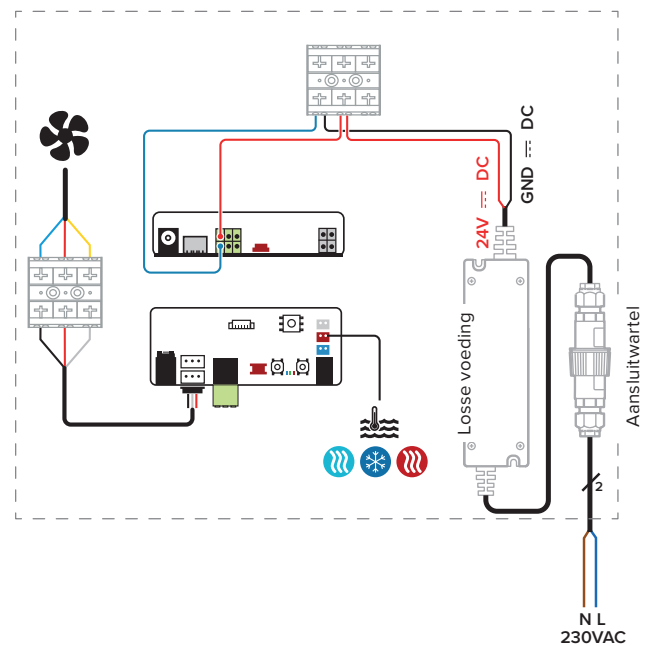 24V ⎓ DC
GND ⎓ DC
Losse voeding
Aansluitwartel
2
N L
230VAC